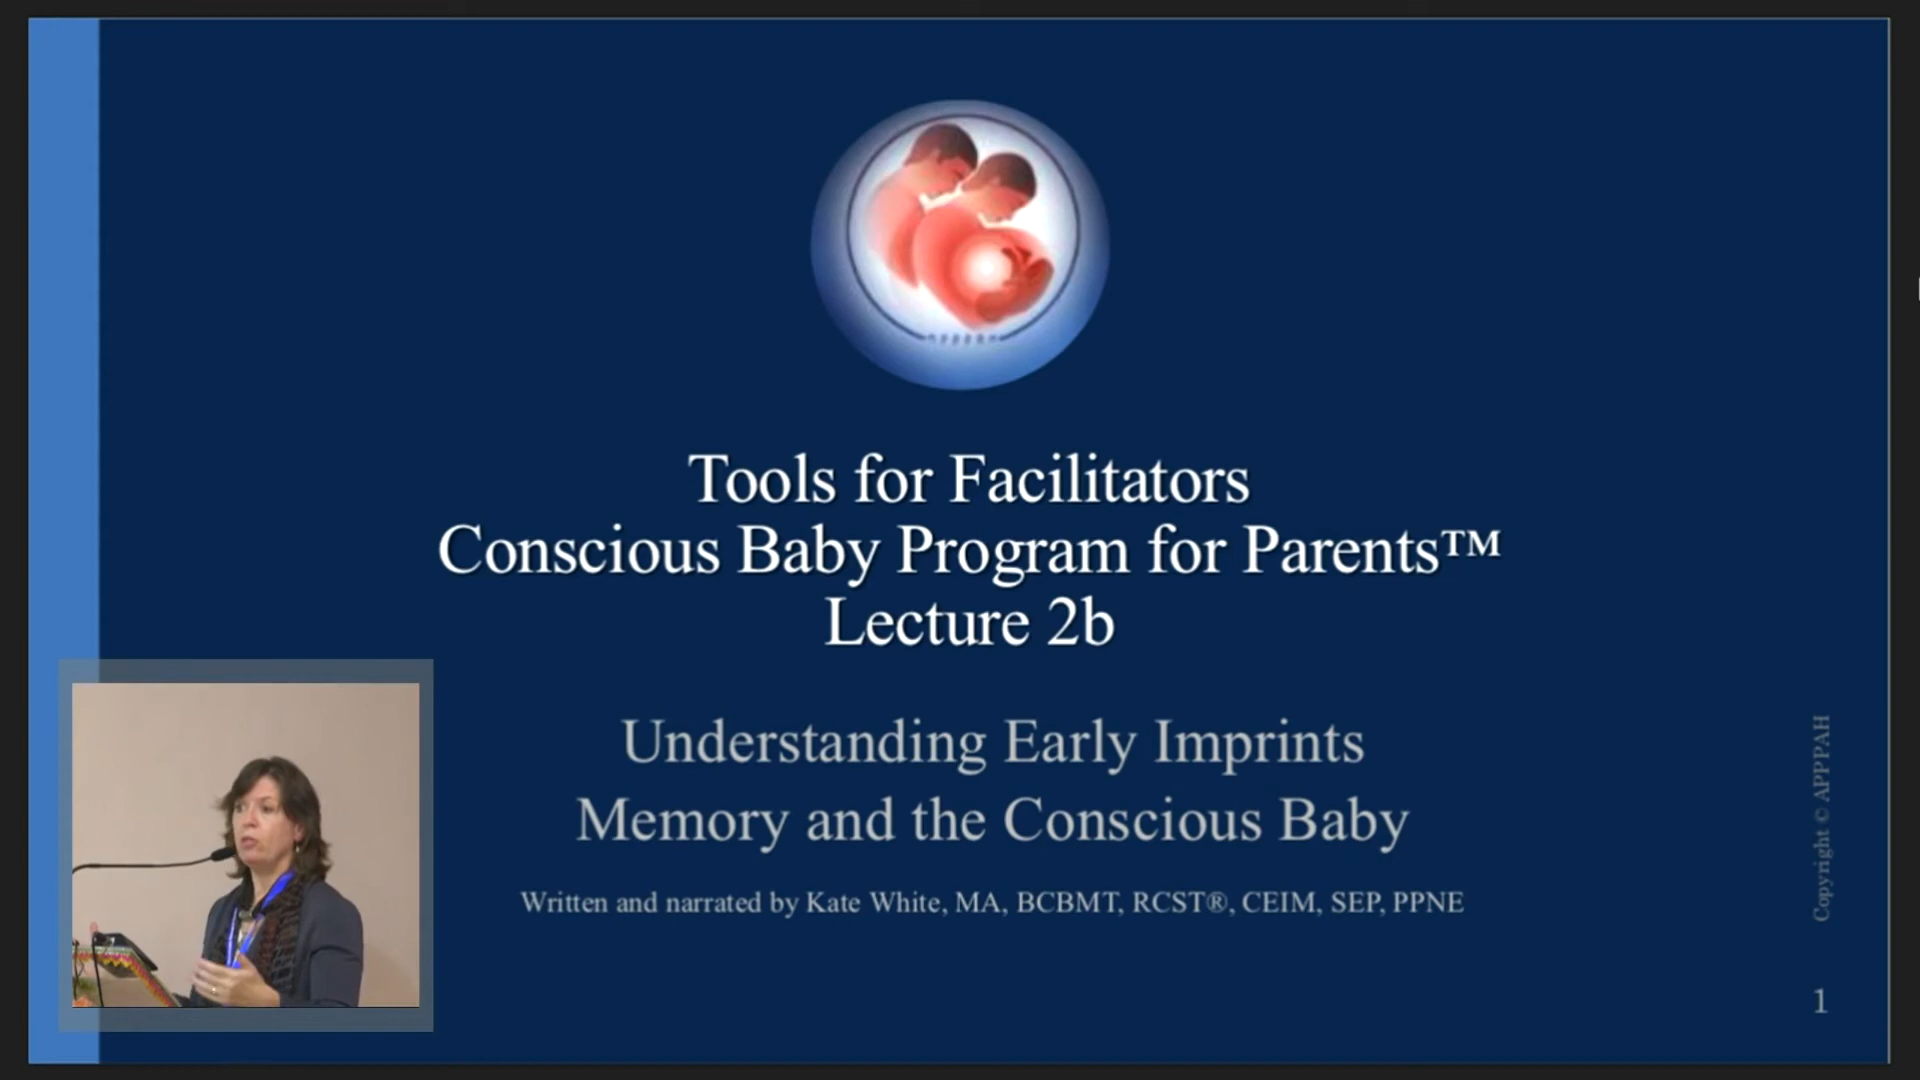 Tools for Facilitators
Conscious Baby Program for Parents™
Lecture 2b
Understanding Early Imprints
Memory and the Conscious Baby
Written and narrated by Kate White, MA, BCBMT, RCST®, CEIM, SEP, PPNE
Copyright © APPPAH
1